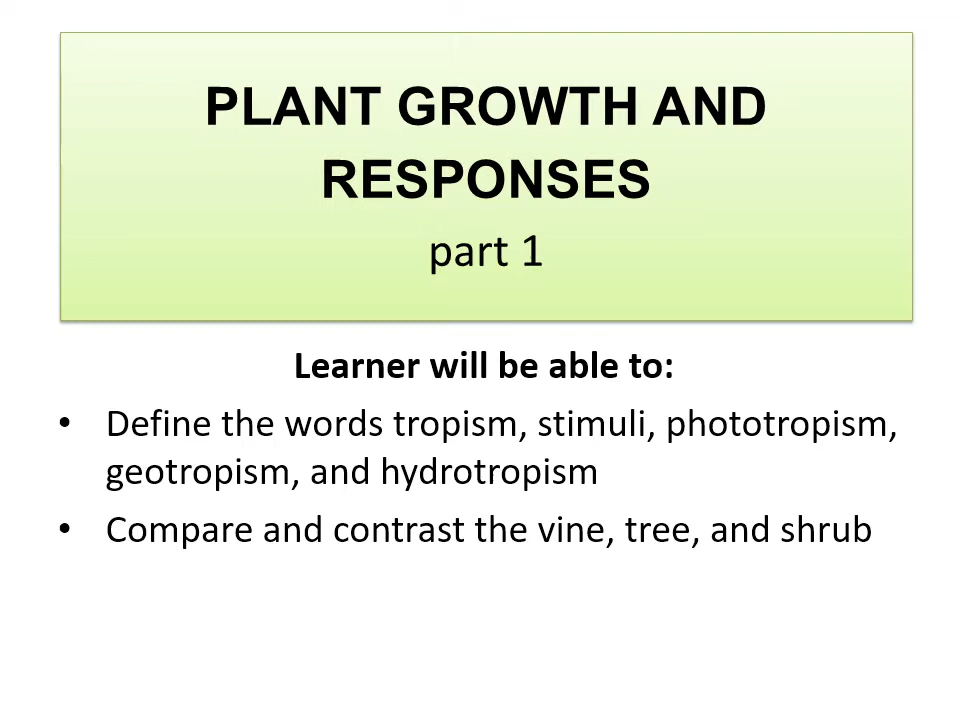 PLANT GROWTH AND
RESPONSES
part 1
Learner will be able to:
• Define the words tropism, stimuli, phototropism,
geotropism, and hydrotropism
• Compare and contrast the vine, tree, and shrub